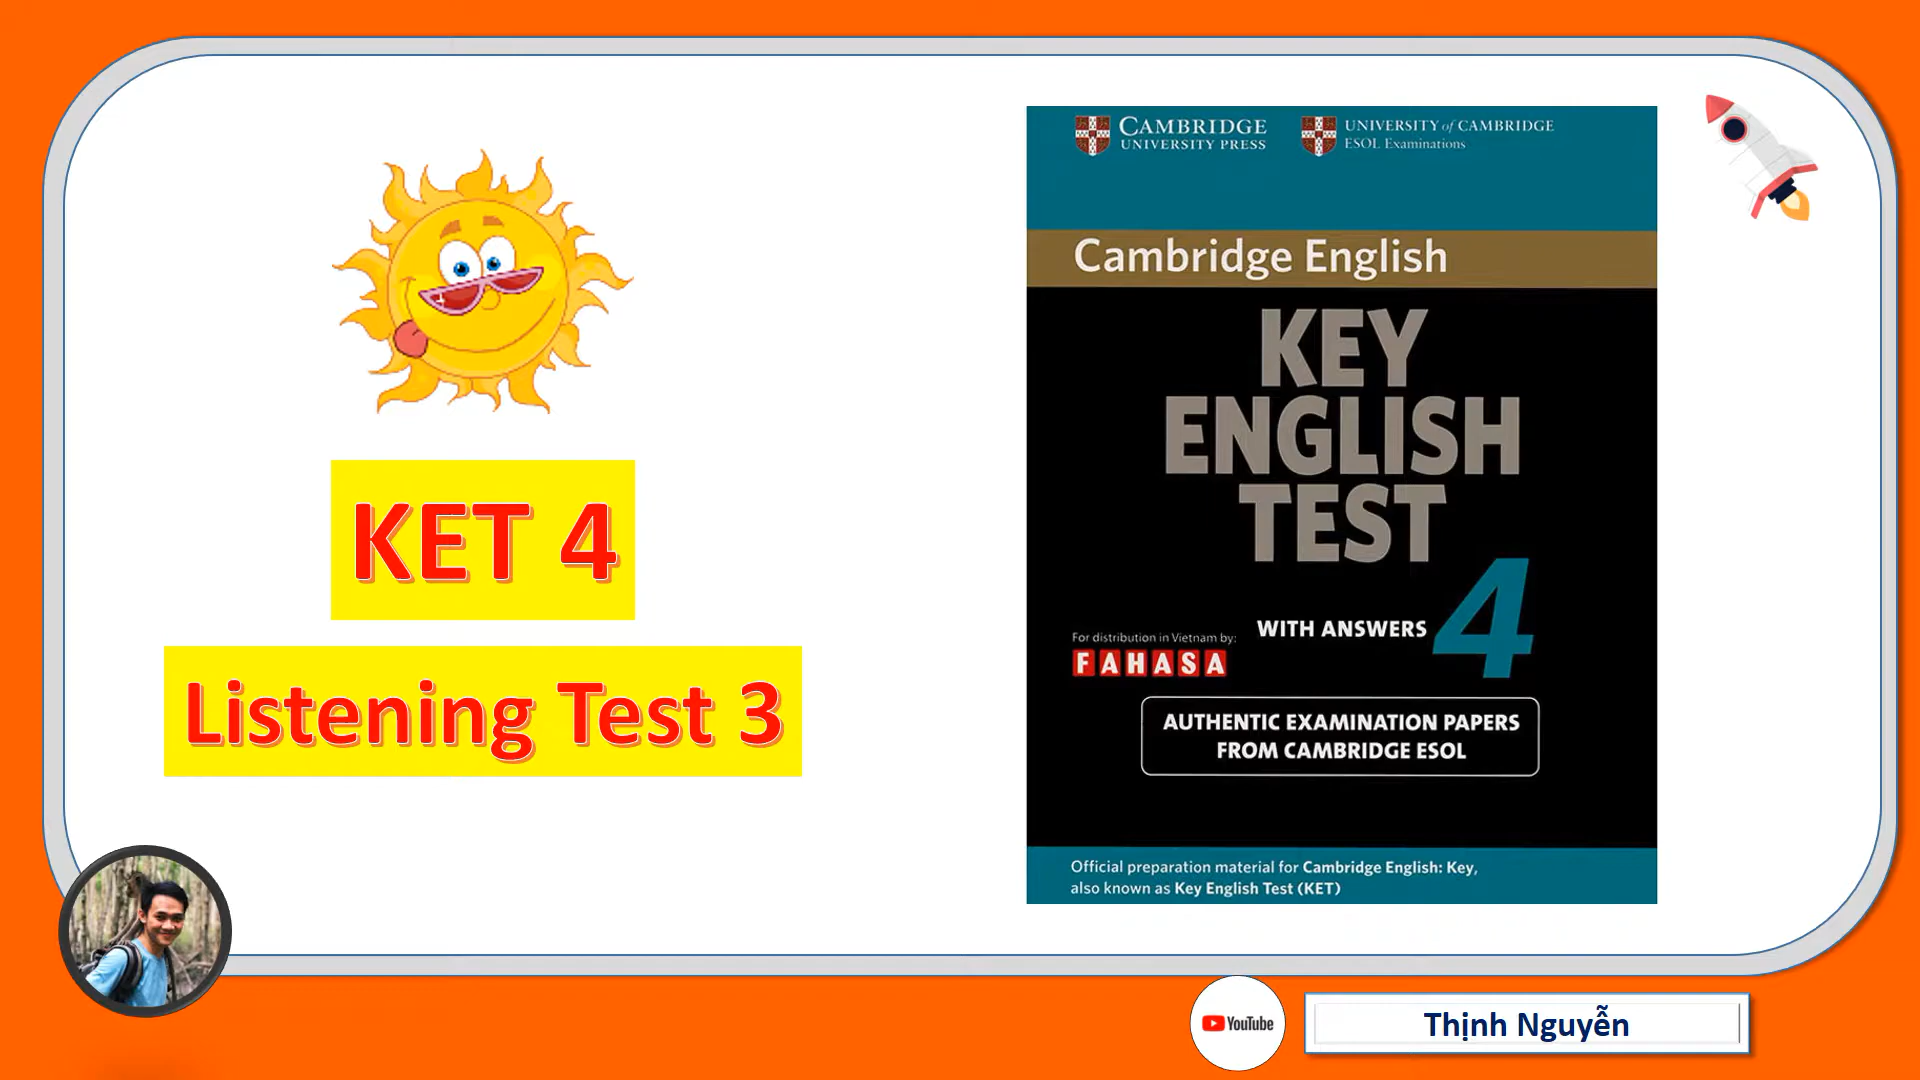 KET 4
Listening Test 3
CAMBRIDGE
UNIVERSITY PRESS
UNIVERSITY of CAMBRIDGE
ESOL Examinations
Cambridge English
KEY
ENGLISH
TEST
4
WITH ANSWERS
For distribution in Vietnam by:
FAHASA
AUTHENTIC EXAMINATION PAPERS
FROM CAMBRIDGE ESOL
Official preparation material for Cambridge English: Key,
also known as Key English Test (KET)
YouTube
Thịnh Nguyễn